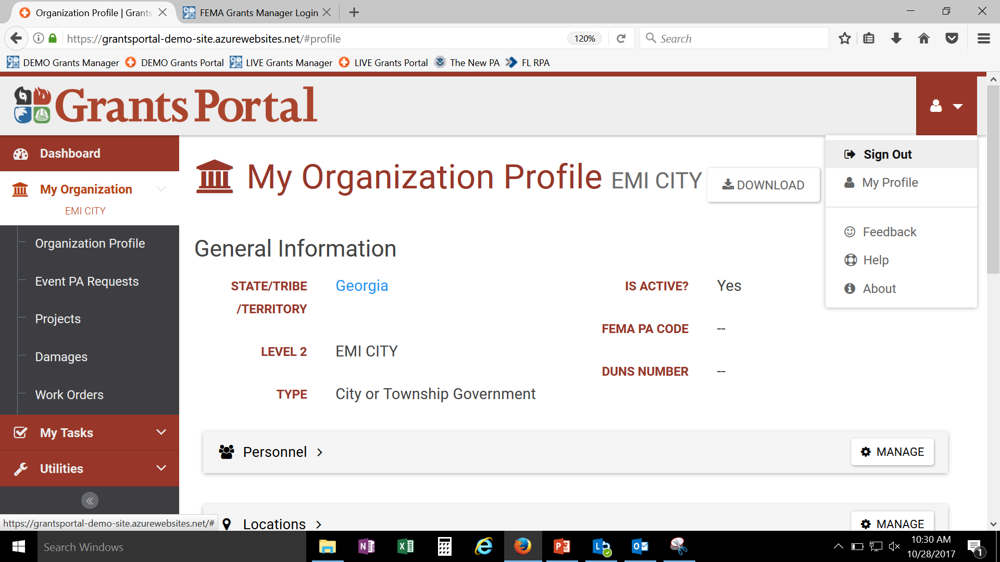 Organization Profile | Grants
FEMA Grants Manager Login
https://grantsportal-demo-site.azurewebsites.net/#profile
120%
Search
DEMO Grants Manager
DEMO Grants Portal
LIVE Grants Manager
LIVE Grants Portal
The New PA
FL RPA
FEMA
Grants Portal
Dashboard
My Organization
EMI CITY
Organization Profile
Event PA Requests
Projects
Damages
Work Orders
My Tasks
Utilities
My Organization Profile EMI CITY
DOWNLOAD
Sign Out
My Profile
Feedback
Help
About
General Information
STATE/TRIBE
/TERRITORY
Georgia
LEVEL 2
EMI CITY
TYPE
City or Township Government
IS ACTIVE?
Yes
FEMA PA CODE
--
DUNS NUMBER
--
Personnel
MANAGE
Locations
MANAGE
https://grantsportal-demo-site.azurewebsites.net/#
Search Windows
10:30 AM
10/28/2017
1